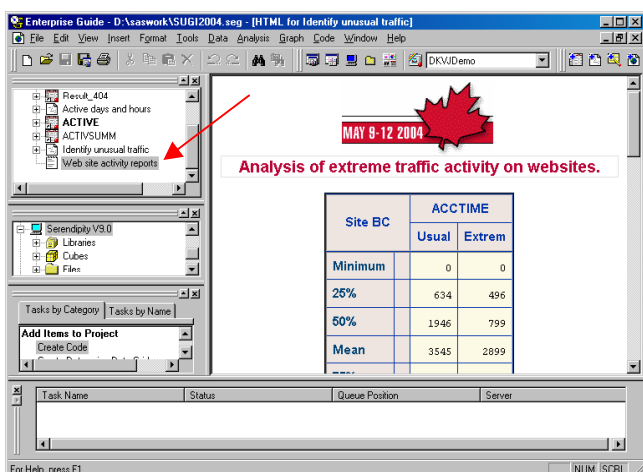 Enterprise Guide - D:\saswork\SUGI2004.seg - [HTML for Identify unusual traffic]
File Edit View Insert Format Tools Data Analysis Graph Code Window Help
DKVJDemo
Result_404
Active days and hours
ACTIVE
ACTIVSUMM
Identify unusual traffic
Web site activity reports
MAY 9-12 2004
Analysis of extreme traffic activity on websites.
Site BC ACCTIME
Usual Extrem
Minimum 0 0
25% 634 496
50% 1946 799
Mean 3545 2899
Serendipity V9.0
Libraries
Cubes
Files
Tasks by Category Tasks by Name
Add Items to Project
Create Code
Task Name Status Queue Position Server
For Help, press F1
NUM SCRL